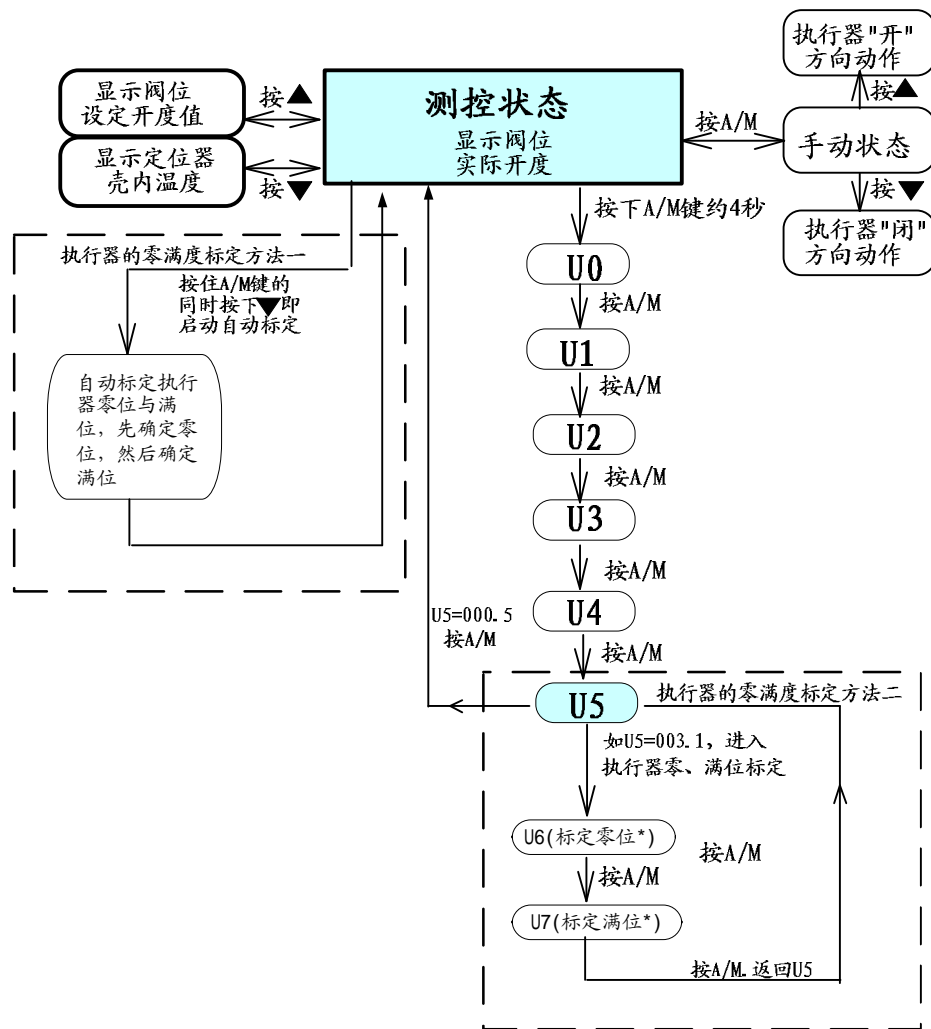 执行器"开"
方向动作
按▲
显示阀位
设定开度值
按▲
测控状态
显示阀位
实际开度
按A/M
手动状态
显示定位器
壳内温度
按▼
按▼
执行器"闭"
方向动作
按下A/M键约4秒
执行器的零满度标定方法一
按住A/M键的
同时按下▼即
启动自动标定
U0
按A/M
U1
自动标定执行
器零位与满
位，先确定零
位，然后确定
满位
按A/M
U2
按A/M
U3
按A/M
U4
U5=000.5
按A/M
按A/M
U5
执行器的零满度标定方法二
如U5=003.1，进入
执行器零、满位标定
U6(标定零位*)
按A/M
按A/M
U7(标定满位*)
按A/M.返回U5